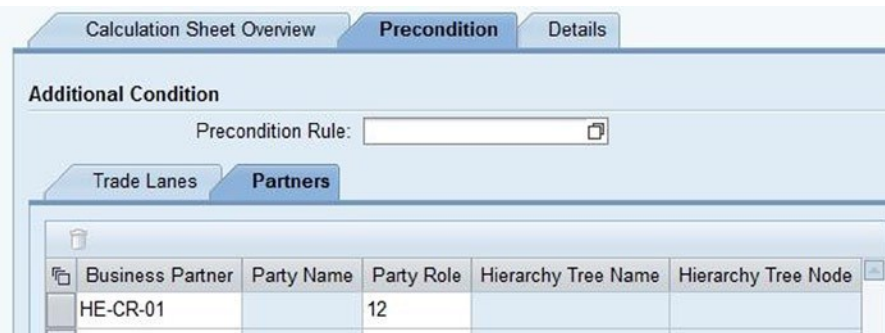 Calculation Sheet Overview Precondition Details
Additional Condition
Precondition Rule:
Trade Lanes Partners
Business Partner Party Name Party Role Hierarchy Tree Name Hierarchy Tree Node
HE-CR-01 12